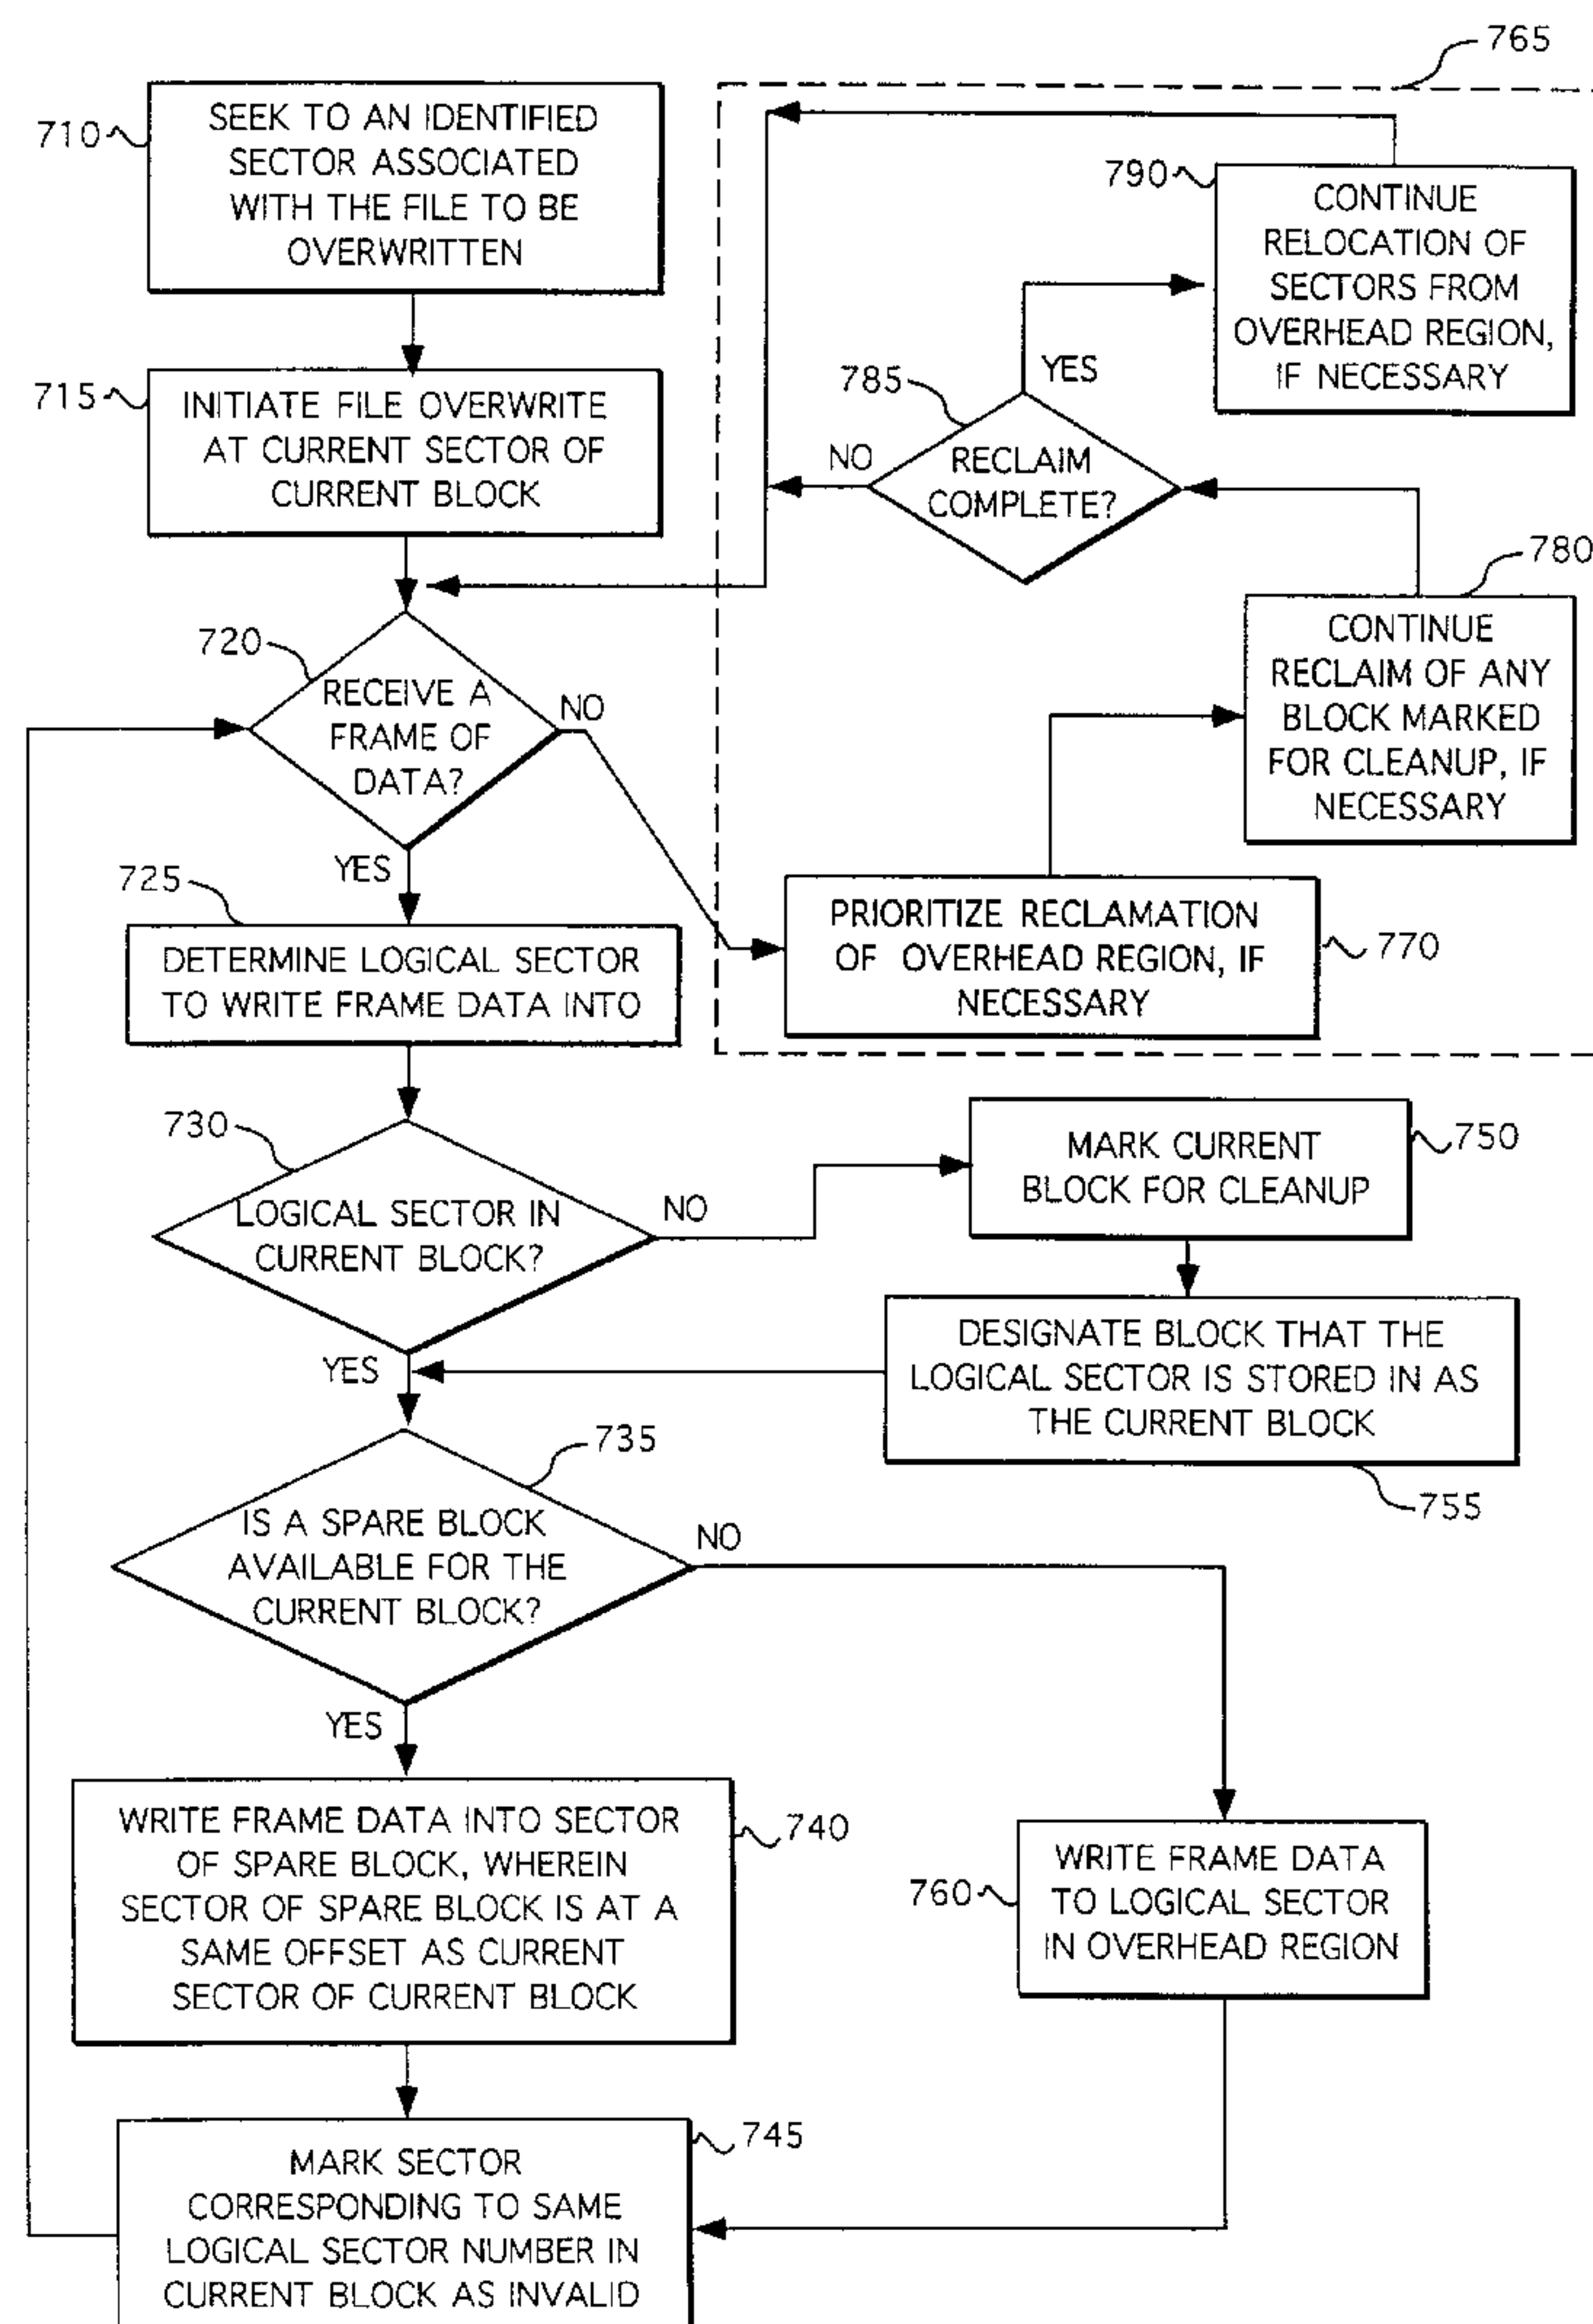 765
710
SEEK TO AN IDENTIFIED
SECTOR ASSOCIATED
WITH THE FILE TO BE
OVERWRITTEN
715
INITIATE FILE OVERWRITE
AT CURRENT SECTOR OF
CURRENT BLOCK
790
CONTINUE
RELOCATION OF
SECTORS FROM
OVERHEAD REGION,
IF NECESSARY
785
YES
NO
RECLAIM
COMPLETE?
780
CONTINUE
RECLAIM OF ANY
BLOCK MARKED
FOR CLEANUP, IF
NECESSARY
720
RECEIVE A
FRAME OF
DATA?
NO
YES
770
PRIORITIZE RECLAMATION
OF OVERHEAD REGION, IF
NECESSARY
725
DETERMINE LOGICAL SECTOR
TO WRITE FRAME DATA INTO
730
LOGICAL SECTOR IN
CURRENT BLOCK?
NO
YES
750
MARK CURRENT
BLOCK FOR CLEANUP
DESIGNATE BLOCK THAT THE
LOGICAL SECTOR IS STORED IN AS
THE CURRENT BLOCK
755
735
IS A SPARE BLOCK
AVAILABLE FOR THE
CURRENT BLOCK?
NO
YES
WRITE FRAME DATA INTO SECTOR
OF SPARE BLOCK, WHEREIN
SECTOR OF SPARE BLOCK IS AT A
SAME OFFSET AS CURRENT
SECTOR OF CURRENT BLOCK
740
760
WRITE FRAME DATA
TO LOGICAL SECTOR
IN OVERHEAD REGION
745
MARK SECTOR
CORRESPONDING TO SAME
LOGICAL SECTOR NUMBER IN
CURRENT BLOCK AS INVALID